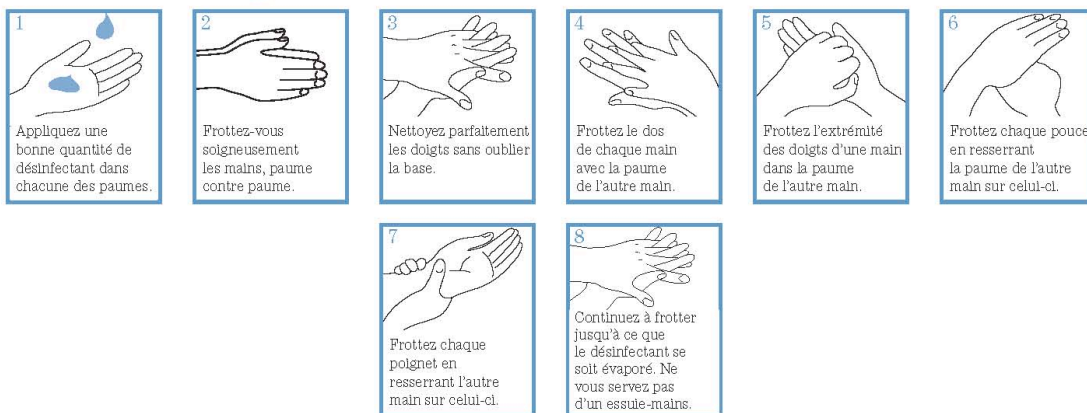 1
Appliquez une
bonne quantité de
désinfectant dans
chacune des paumes.
2
Frottez-vous
soigneusement
les mains, paume
contre paume.
3
Nettoyez parfaitement
les doigts sans oublier
la base.
4
Frottez le dos
de chaque main
avec la paume
de l'autre main.
5
Frottez l'extrémité
des doigts d'une main
dans la paume
de l'autre main.
6
Frottez chaque pouce
en resserrant
la paume de l'autre
main sur celui-ci.
7
Frottez chaque
poignet en
resserrant l'autre
main sur celui-ci.
8
Continuez à frotter
jusqu'à ce que
le désinfectant se
soit évaporé. Ne
vous servez pas
d'un essuie-mains.